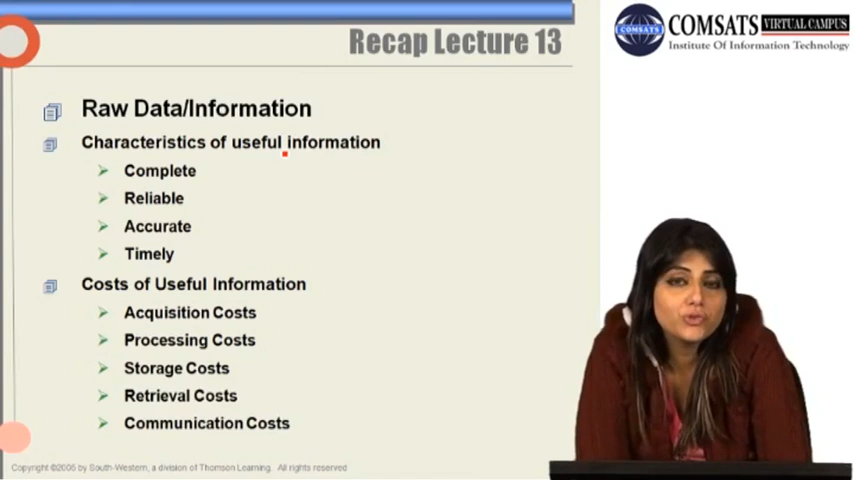 Recap Lecture 13
COMSATS VIRTUAL CAMPUS
Institute Of Information Technology
COMSATS
Raw Data/Information
Characteristics of useful information
Complete
Reliable
Accurate
Timely
Costs of Useful Information
Acquisition Costs
Processing Costs
Storage Costs
Retrieval Costs
Communication Costs
Copyright ©2005 by South-Western, a division of Thomson Learning. All rights reserved